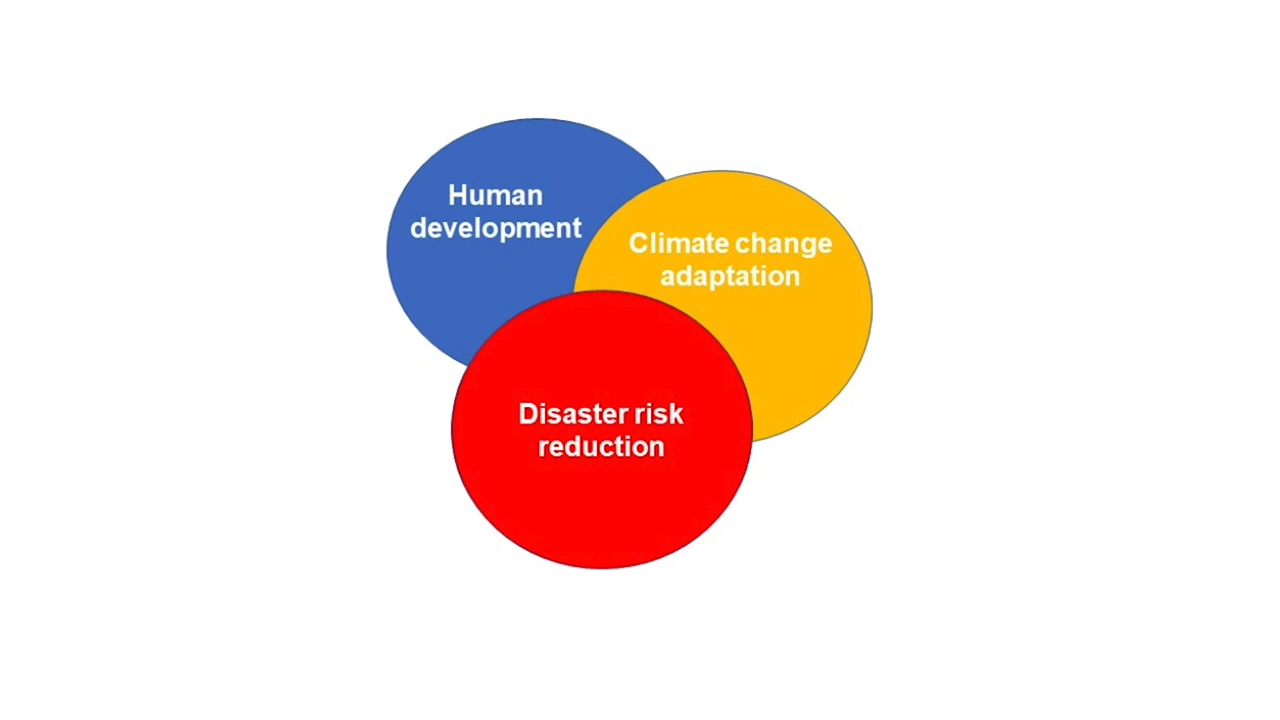 Human
development
Climate change
adaptation
Disaster risk
reduction